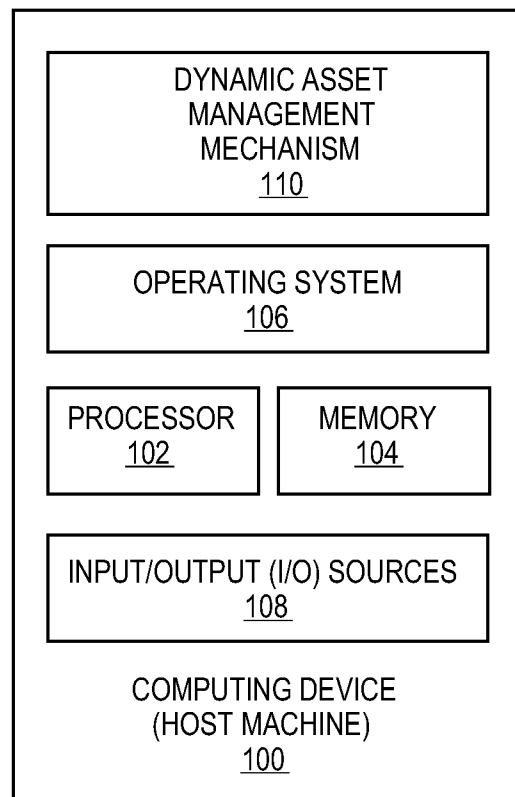 DYNAMIC ASSET
MANAGEMENT
MECHANISM
110
OPERATING SYSTEM
106
PROCESSOR
102
MEMORY
104
INPUT/OUTPUT (I/O) SOURCES
108
COMPUTING DEVICE
(HOST MACHINE)
100